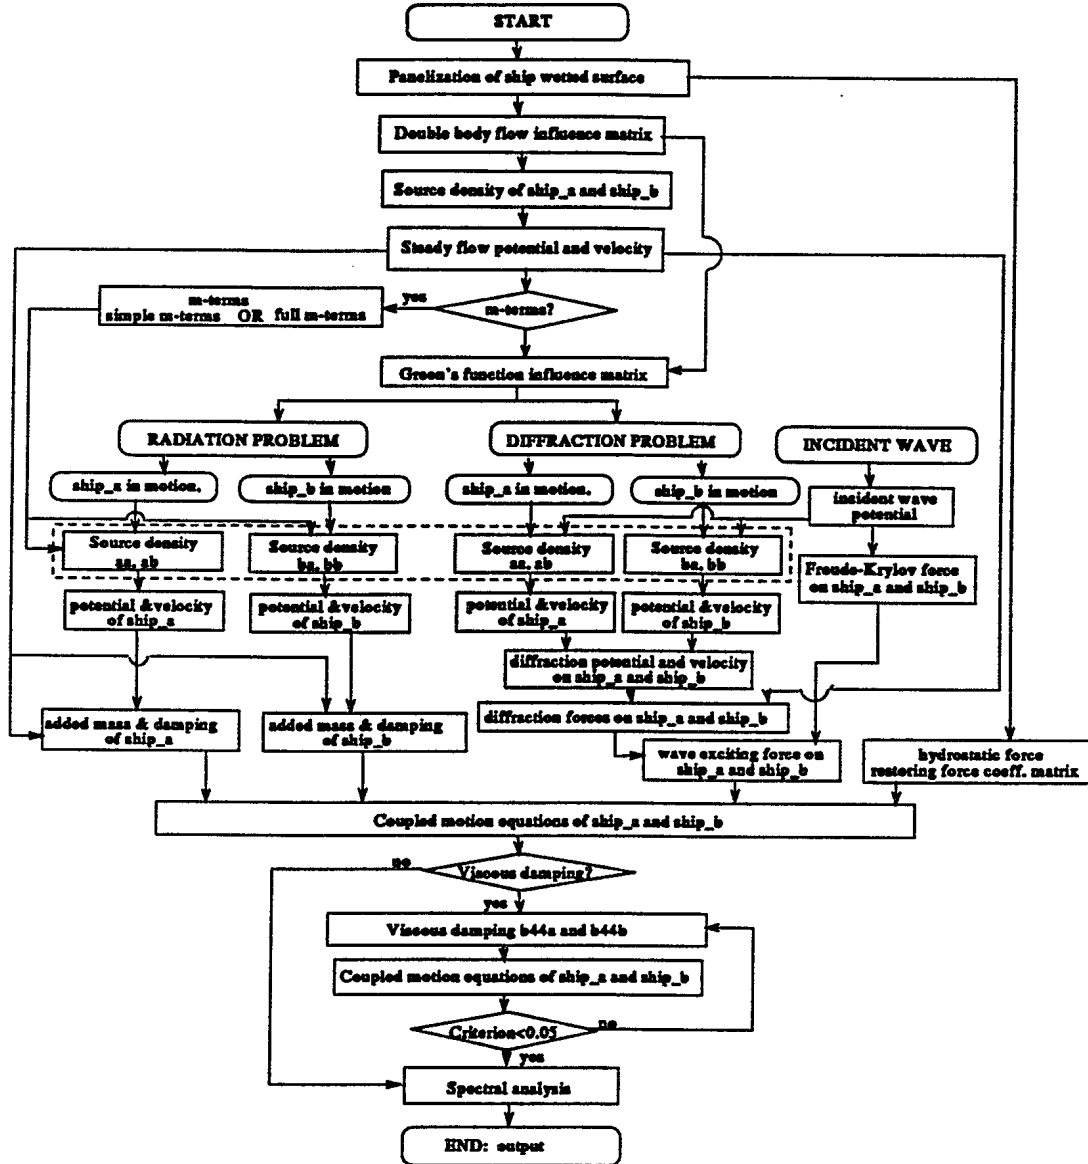 START
Panelization of ship wetted surface
Double body flow influence matrix
Source density of ship_a and ship_b
Steady flow potential and velocity
yes
m-terms
simple m-terms OR full m-terms
m-terms?
Green's function influence matrix
RADIATION PROBLEM
DIFFRACTION PROBLEM
INCIDENT WAVE
ship_a in motion.
ship_b in motion
ship_a in motion.
ship_b in motion
incident wave
potential
Source density
aa, ab
Source density
ba, bb
Source density
aa, ab
Source density
ba, bb
Froude-Krylov force
on ship_a and ship_b
potential &velocity
of ship_a
potential &velocity
of ship_b
potential &velocity
of ship_a
potential &velocity
of ship_b
diffraction potential and velocity
on ship_a and ship_b
added mass & damping
of ship_a
added mass & damping
of ship_b
diffraction forces on ship_a and ship_b
wave exciting force on
ship_a and ship_b
hydrostatic force
restoring force coeff. matrix
Coupled motion equations of ship_a and ship_b
no
Viscous damping?
yes
Viscous damping b44a and b44b
Coupled motion equations of ship_a and ship_b
Criterion<0.05
no
yes
Spectral analysis
END: output